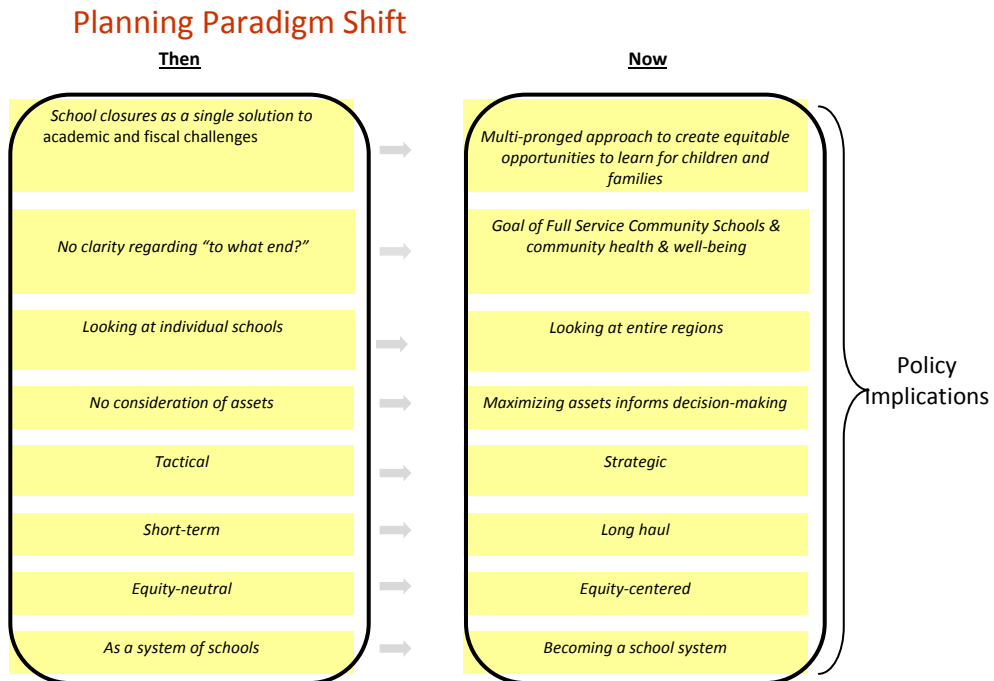 Planning Paradigm Shift
Then
Now
School closures as a single solution to
academic and fiscal challenges
Multi-pronged approach to create equitable
opportunities to learn for children and
families
No clarity regarding “to what end?”
Goal of Full Service Community Schools &
community health & well-being
Looking at individual schools
Looking at entire regions
No consideration of assets
Maximizing assets informs decision-making
Tactical
Strategic
Short-term
Long haul
Equity-neutral
Equity-centered
As a system of schools
Becoming a school system
Policy
Implications